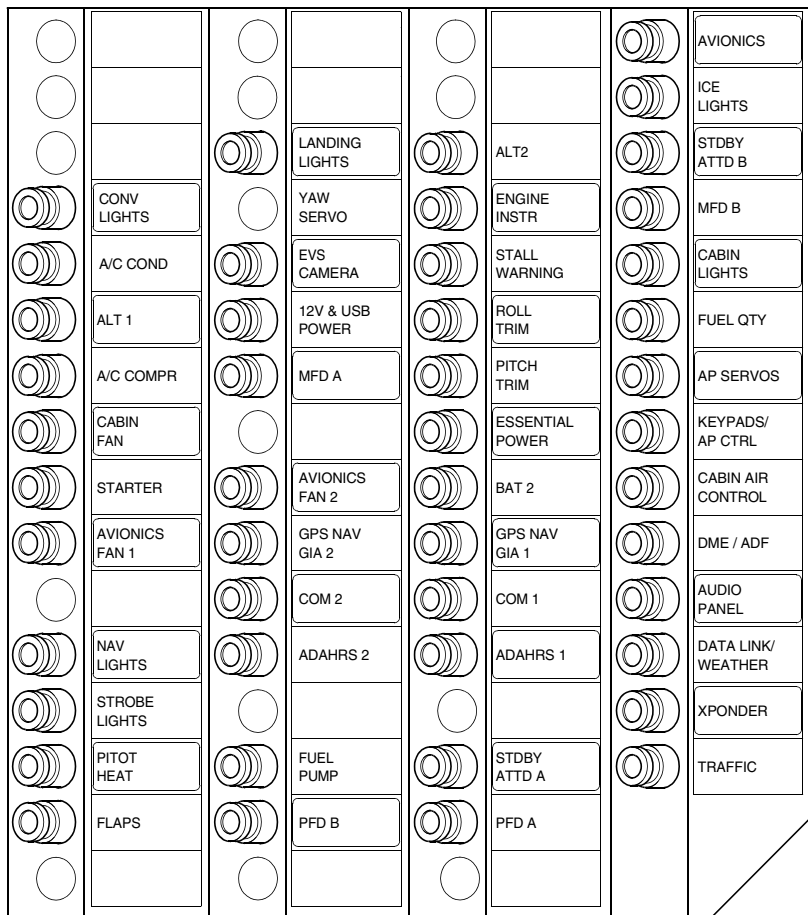 CONV
LIGHTS
A/C COND
ALT 1
A/C COMPR
CABIN
FAN
STARTER
AVIONICS
FAN 1
NAV
LIGHTS
STROBE
LIGHTS
PITOT
HEAT
FLAPS
LANDING
LIGHTS
YAW
SERVO
EVS
CAMERA
12V & USB
POWER
MFD A
AVIONICS
FAN 2
GPS NAV
GIA 2
COM 2
ADAHRS 2
FUEL
PUMP
PFD B
ALT2
ENGINE
INSTR
STALL
WARNING
ROLL
TRIM
PITCH
TRIM
ESSENTIAL
POWER
BAT 2
GPS NAV
GIA 1
COM 1
ADAHRS 1
STDBY
ATTD A
PFD A
AVIONICS
ICE
LIGHTS
STDBY
ATTD B
MFD B
CABIN
LIGHTS
FUEL QTY
AP SERVOS
KEYPADS/
AP CTRL
CABIN AIR
CONTROL
DME / ADF
AUDIO
PANEL
DATA LINK/
WEATHER
XPONDER
TRAFFIC